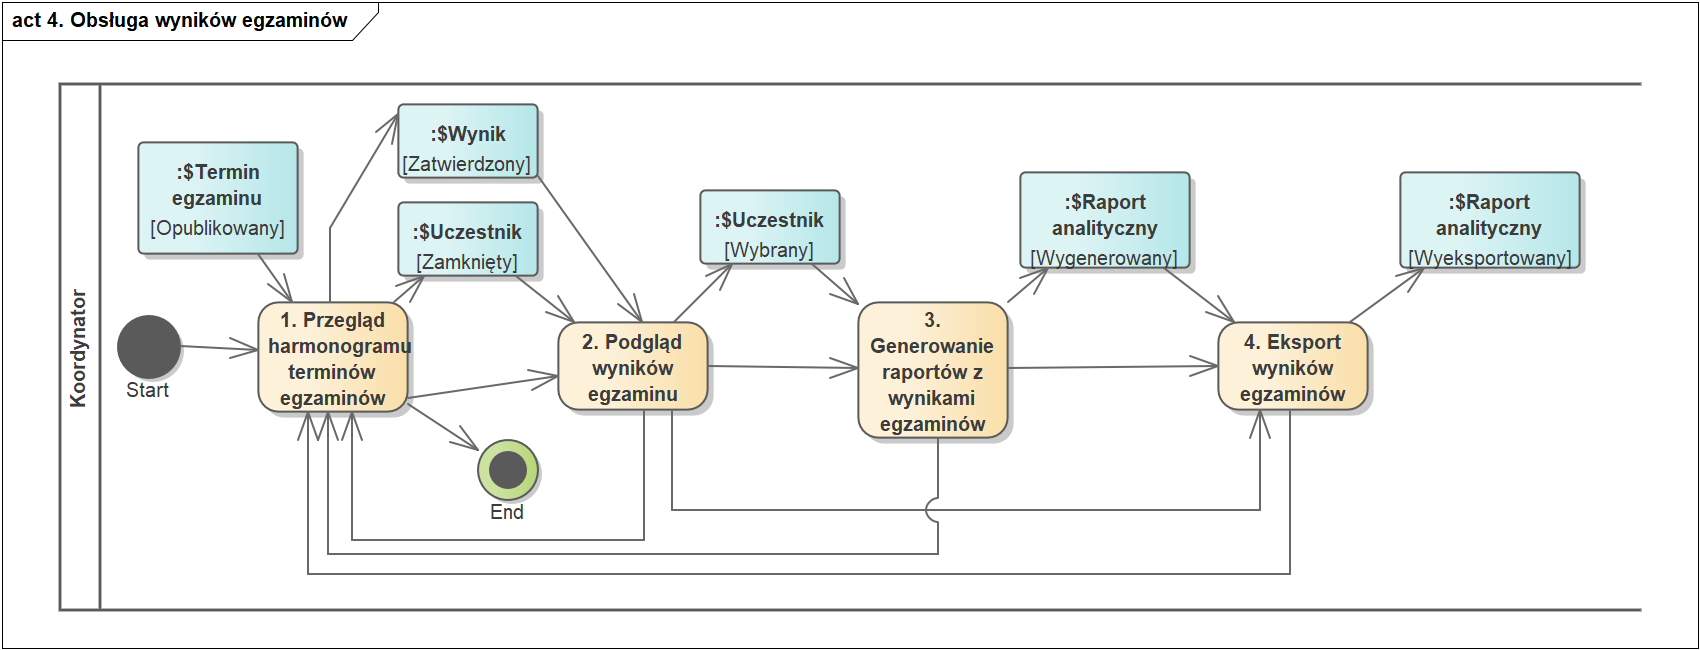 act 4. Obsługa wyników egzaminów
Koordynator
Start
:$Termin
egzaminu
[Opublikowany]
1. Przegląd
harmonogramu
terminów
egzaminów
:$Wynik
[Zatwierdzony]
:$Uczestnik
[Zamknięty]
End
2. Podgląd
wyników
egzaminu
:$Uczestnik
[Wybrany]
3.
Generowanie
raportów z
wynikami
egzaminów
:$Raport
analityczny
[Wygenerowany]
4. Eksport
wyników
egzaminów
:$Raport
analityczny
[Wyeksportowany]